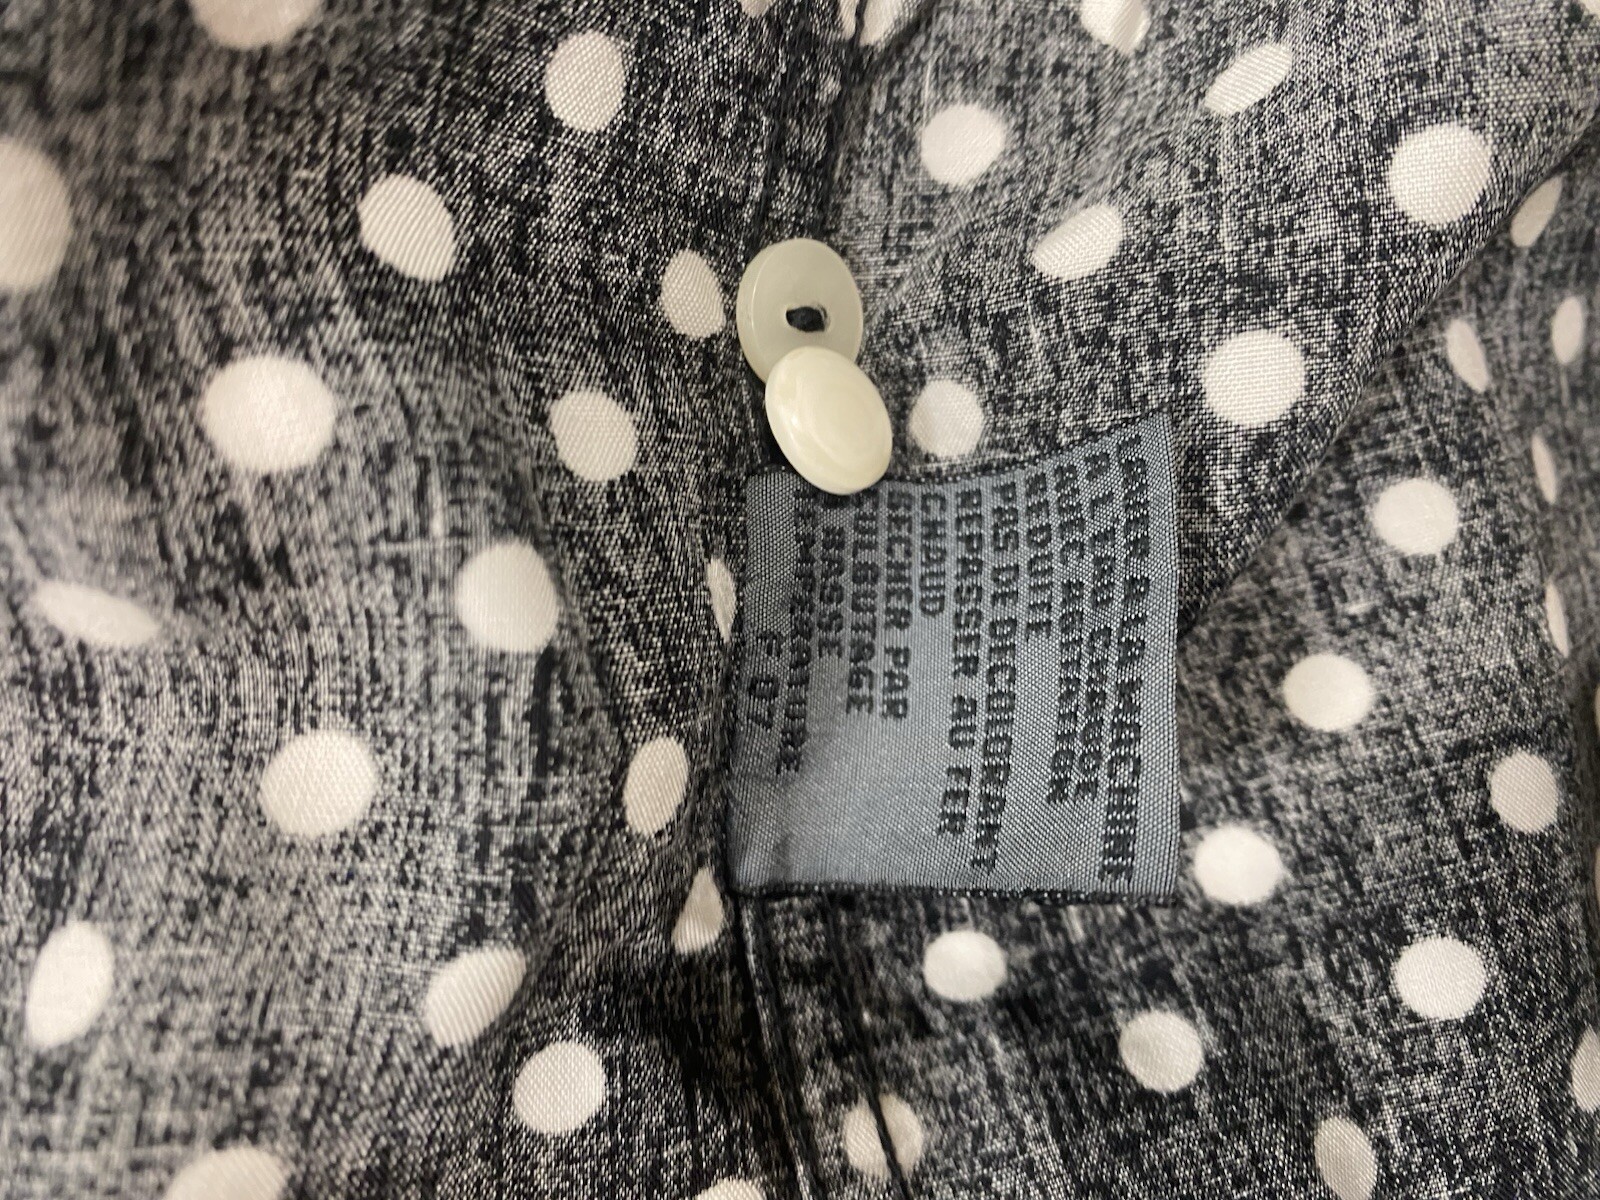 LAVER A LA MACHINE
A L'EAU CHAUDE
AVEC AGITATION
REDUITE
PAS DE DECOLORANT
REPASSER AU FER
CHAUD
SECHER PAR
CULBUTAGE
A BASSE
TEMPERATURE